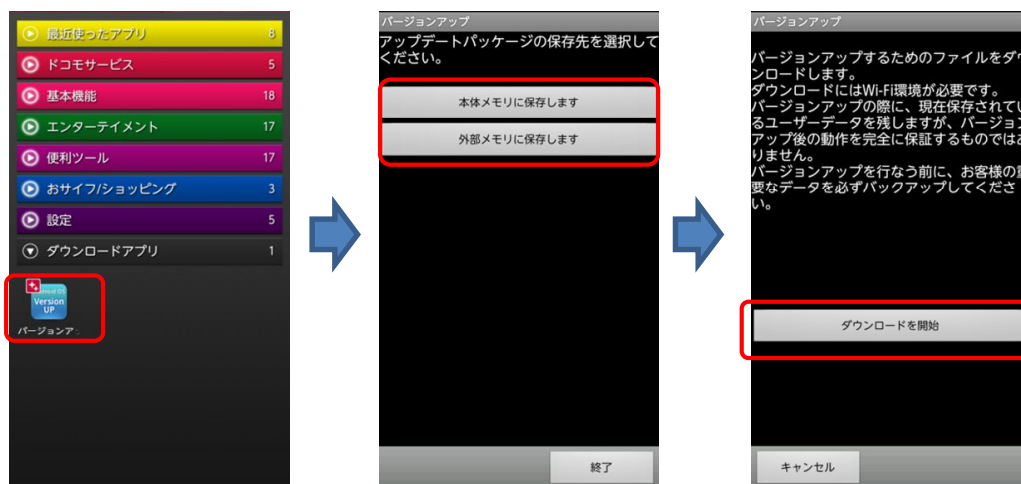 最近使ったアプリ 8
ドコモサービス 5
基本機能 18
エンターテイメント 17
便利ツール 17
おサイフ/ショッピング 3
設定 5
ダウンロードアプリ 1
Version
UP
バージョンア
バージョンアップ
アップデートパッケージの保存先を選択して
ください。
本体メモリに保存します
外部メモリに保存します
終了
バージョンアップ
バージョンアップするためのファイルをダウ
ンロードします。
ダウンロードにはWi-Fi環境が必要です。
バージョンアップの際に、現在保存されてい
るユーザーデータを残しますが、バージョン
アップ後の動作を完全に保証するものではあ
りません。
バージョンアップを行なう前に、お客様の重
要なデータを必ずバックアップしてくださ
い。
ダウンロードを開始
キャンセル